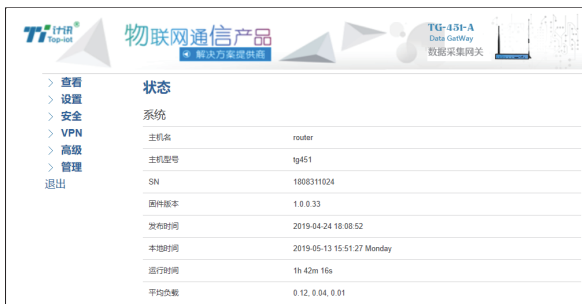 计讯®
Top-iot
物联网通信产品
解决方案提供商
TG-451-A
Data GatWay
数据采集网关
查看
设置
安全
VPN
高级
管理
退出
状态
系统
主机名 router
主机型号 tg451
SN 1808311024
固件版本 1.0.0.33
发布时间 2019-04-24 18:08:52
本地时间 2019-05-13 15:51:27 Monday
运行时间 1h 42m 16s
平均负载 0.12, 0.04, 0.01